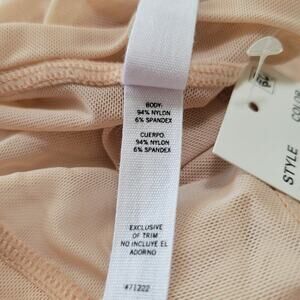 BODY:
94% NYLON
6% SPANDEX
CUERPO:
94% NYLON
6% SPANDEX
EXCLUSIVE
OF TRIM
NO INCLUYE EL
ADORNO
#71222
STYLE
COLOR